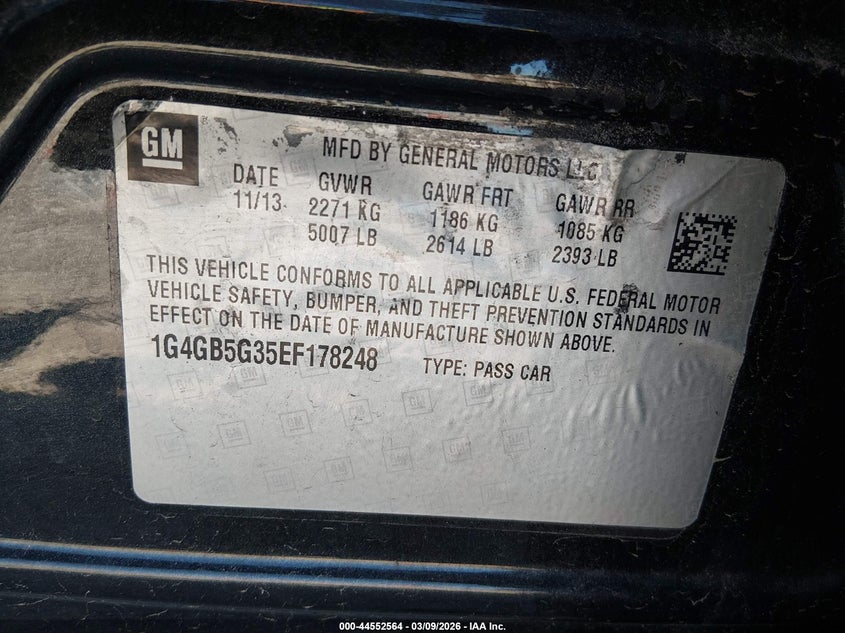 GM
MFD BY GENERAL MOTORS LLC
DATE GVWR GAWR FRT GAWR RR
11/13 2271 KG 1186 KG 1085 KG
5007 LB 2614 LB 2393 LB
THIS VEHICLE CONFORMS TO ALL APPLICABLE U.S. FEDERAL MOTOR
VEHICLE SAFETY, BUMPER, AND THEFT PREVENTION STANDARDS IN
EFFECT ON THE DATE OF MANUFACTURE SHOWN ABOVE.
1G4GB5G35EF178248 TYPE: PASS CAR
000-44552564 - 03/09/2026 - IAA Inc.